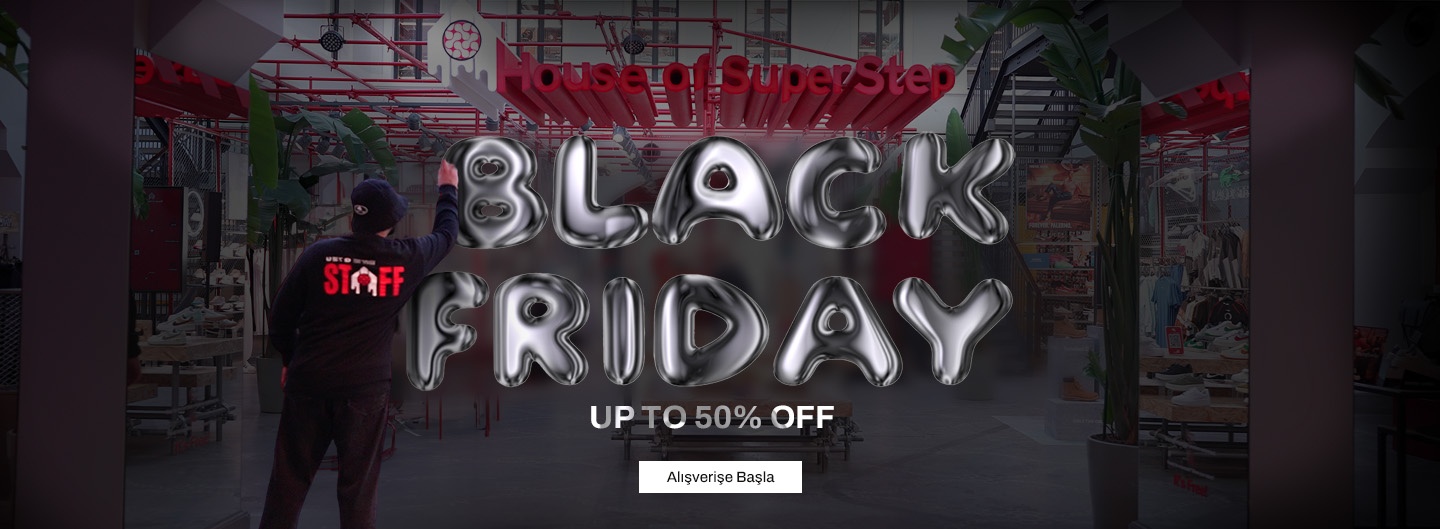 House of SuperStep
BLACK
STAFF
FRIDAY
UP TO 50% OFF
Alışverişe Başla